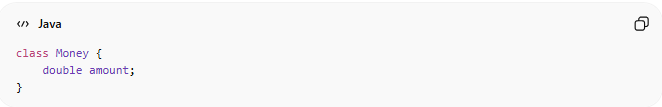 </> Java
class Money {
    double amount;
}